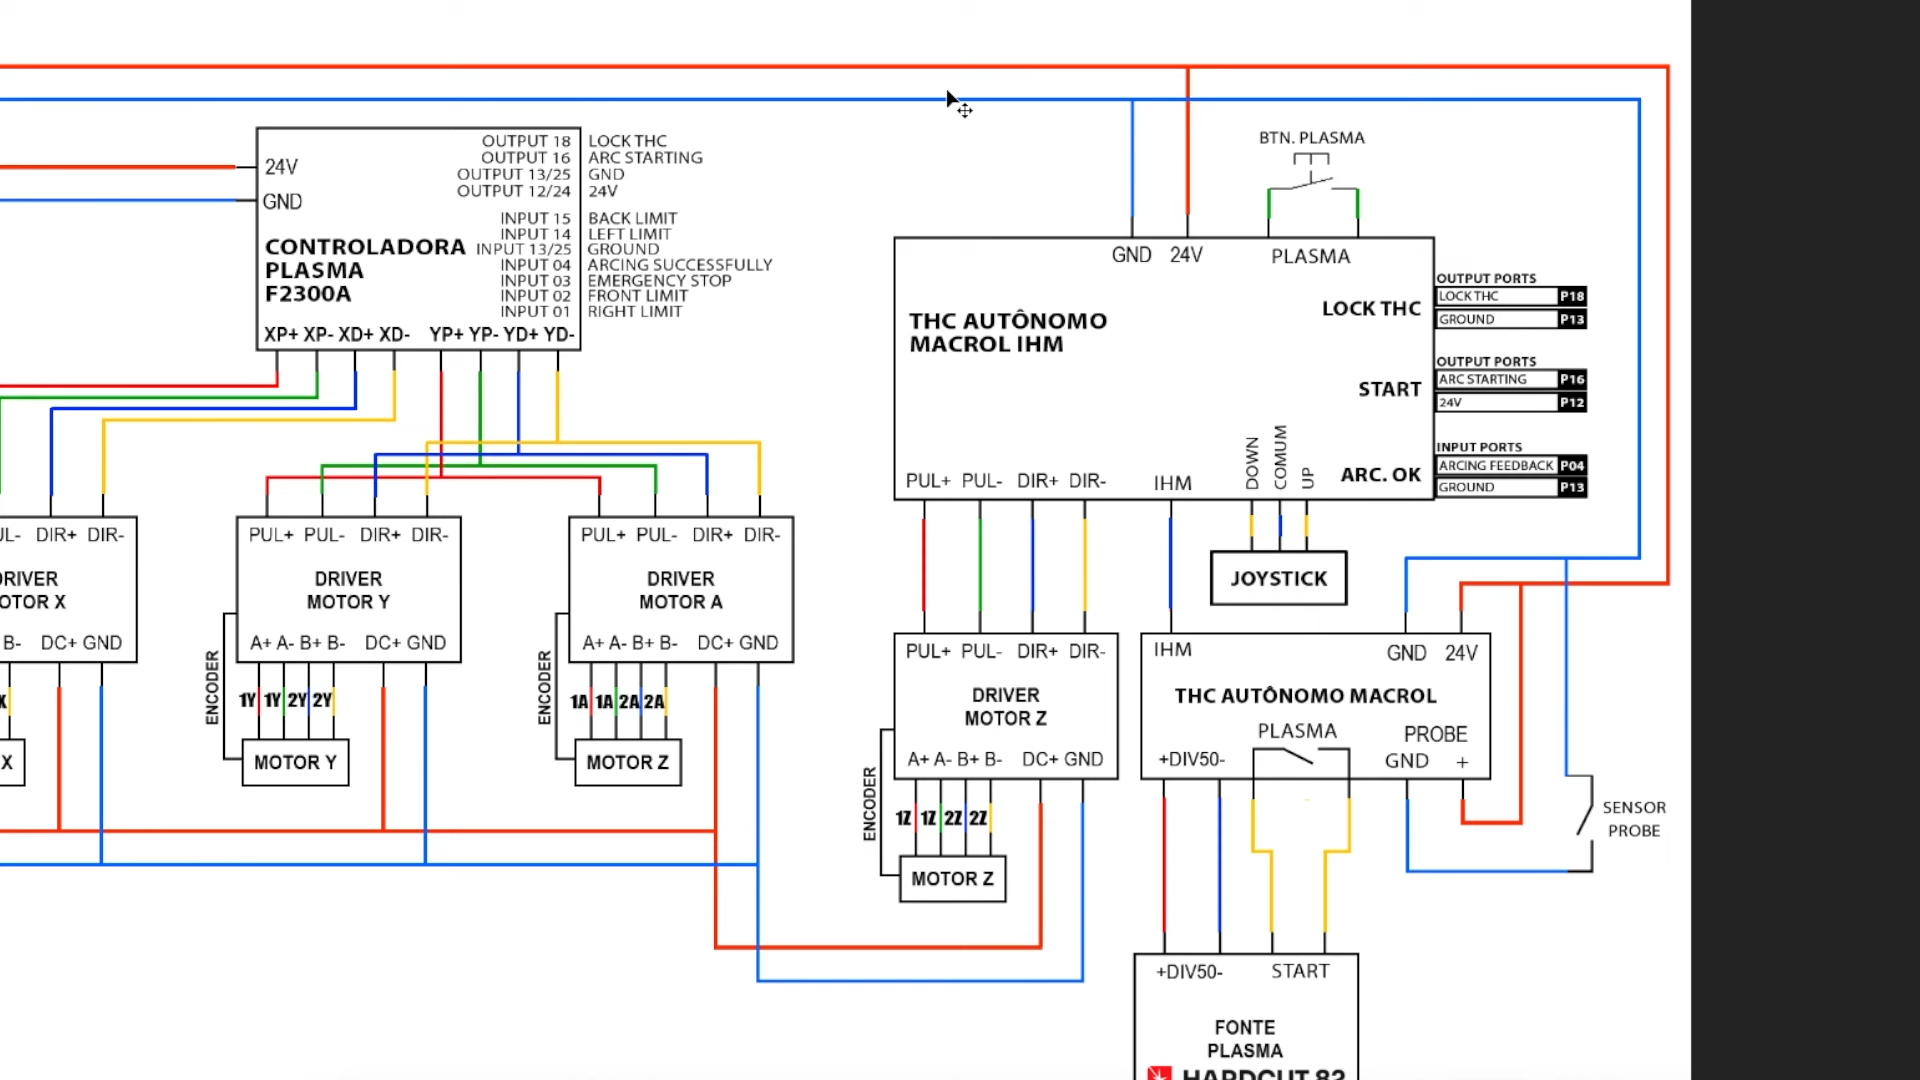 24V
GND
CONTROLADORA
PLASMA
F2300A
OUTPUT 18 LOCK THC
OUTPUT 16 ARC STARTING
OUTPUT 13/25 GND
OUTPUT 12/24 24V
INPUT 15 BACK LIMIT
INPUT 14 LEFT LIMIT
INPUT 13/25 GROUND
INPUT 04 ARCING SUCCESSFULLY
INPUT 03 EMERGENCY STOP
INPUT 02 FRONT LIMIT
INPUT 01 RIGHT LIMIT
XP+ XP- XD+ XD- YP+ YP- YD+ YD-
BTN. PLASMA
GND 24V PLASMA
THC AUTÔNOMO
MACROL IHM
LOCK THC
START
ARC. OK
OUTPUT PORTS
LOCK THC P18
GROUND P13
OUTPUT PORTS
ARC STARTING P16
24V P12
INPUT PORTS
ARCING FEEDBACK P04
GROUND P13
PUL+ PUL- DIR+ DIR- IHM
DOWN
COMUM
UP
JOYSTICK
DIR+ DIR-
B- DC+ GND
X
PUL+ PUL- DIR+ DIR-
DRIVER
MOTOR Y
A+ A- B+ B- DC+ GND
ENCODER
1Y 1Y 2Y 2Y
MOTOR Y
PUL+ PUL- DIR+ DIR-
DRIVER
MOTOR A
A+ A- B+ B- DC+ GND
ENCODER
1A 1A 2A 2A
MOTOR Z
PUL+ PUL- DIR+ DIR-
DRIVER
MOTOR Z
A+ A- B+ B- DC+ GND
ENCODER
1Z 1Z 2Z 2Z
MOTOR Z
IHM GND 24V
THC AUTÔNOMO MACROL
PLASMA
PROBE
+DIV50- GND +
SENSOR
PROBE
+DIV50- START
FONTE
PLASMA